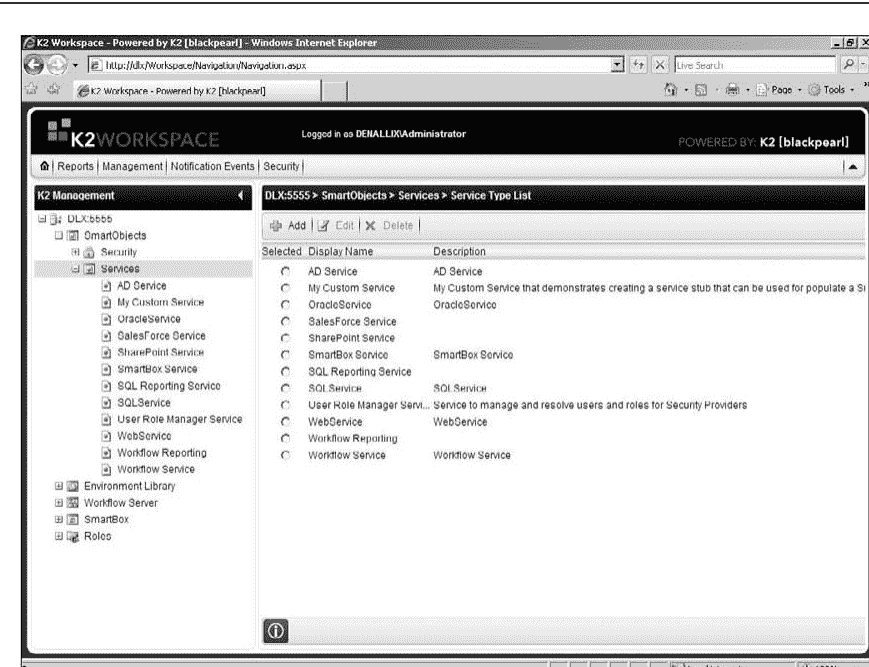 K2 Workspace - Powered by K2 [blackpearl] - Windows Internet Explorer
http://dlx/Workspace/Navigation/Navigation.aspx
Live Search
K2 Workspace - Powered by K2 [blackpearl]
Page
Tools
K2WORKSPACE
Logged in as DENALLIX\Administrator
POWERED BY: K2 [blackpearl]
Reports | Management | Notification Events | Security |
K2 Management
DLX:5555 > SmartObjects > Services > Service Type List
DLX:5555
SmartObjects
Security
Services
AD Service
My Custom Service
OracleService
SalesForce Service
SharePoint Service
SmartBox Service
SQL Reporting Service
SQLService
User Role Manager Service
WebService
Workflow Reporting
Workflow Service
Environment Library
Workflow Server
SmartBox
Roles
Add | Edit | Delete |
Selected Display Name Description
AD Service AD Service
My Custom Service My Custom Service that demonstrates creating a service stub that can be used for populate a
OracleService OracleService
SalesForce Service
SharePoint Service
SmartBox Service SmartBox Service
SQL Reporting Service
SQLService SQLService
User Role Manager Servi... Service to manage and resolve users and roles for Security Providers
WebService WebService
Workflow Reporting
Workflow Service Workflow Service